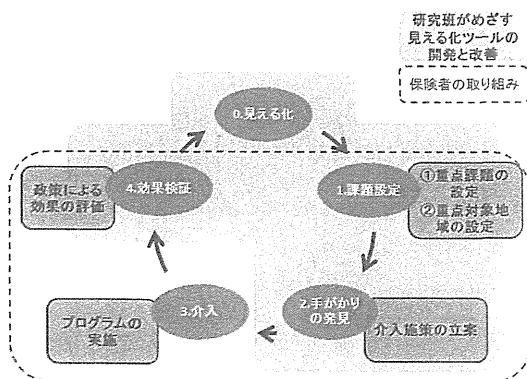 研究班がめざす
見える化ツールの
開発と改善
保険者の取り組み
0.見える化
政策による
効果の評価
4.効果検証
1.課題設定
①重点課題の
設定
②重点対象地
域の設定
プログラムの
実施
3.介入
2.手がかり
の発見
介入施策の立案